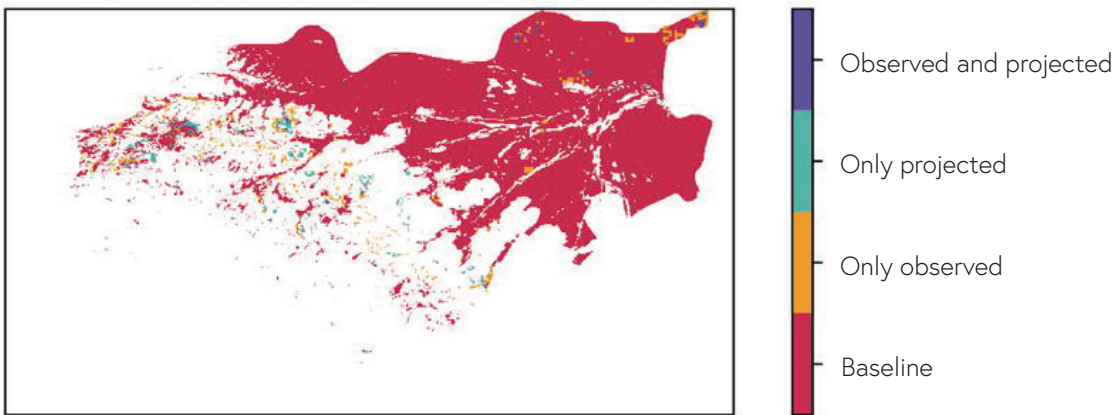 Observed and projected
Only projected
Only observed
Baseline